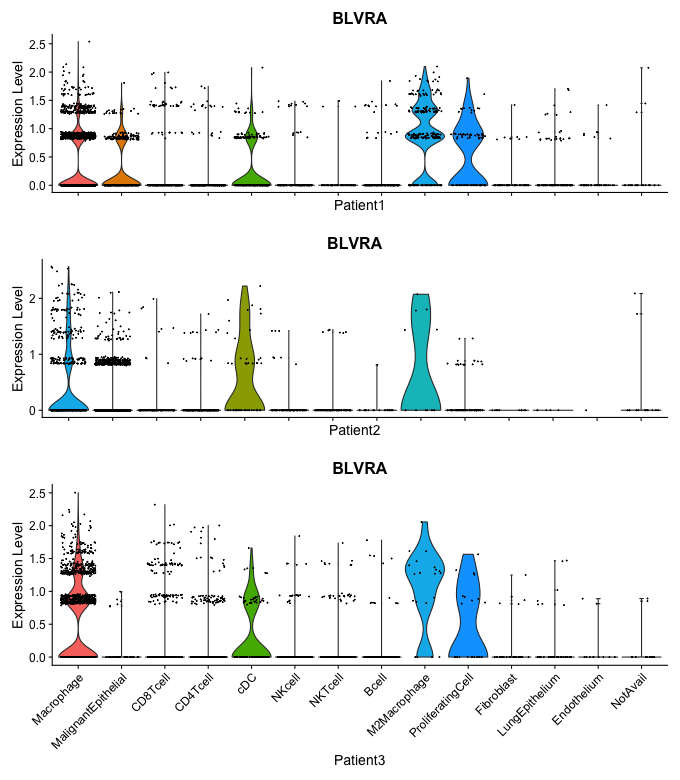 BLVRA
Expression Level
2.5
2.0
1.5
1.0
0.5
0.0
Patient1
BLVRA
Expression Level
2
1
0
Patient2
BLVRA
Expression Level
2.5
2.0
1.5
1.0
0.5
0.0
Macrophage
MalignantEpithelial
CD8Tcell
CD4Tcell
cDC
NKcell
NKTcell
Bcell
M2Macrophage
ProliferatingCell
Fibroblast
LungEpithelium
Endothelium
NotAvail
Patient3